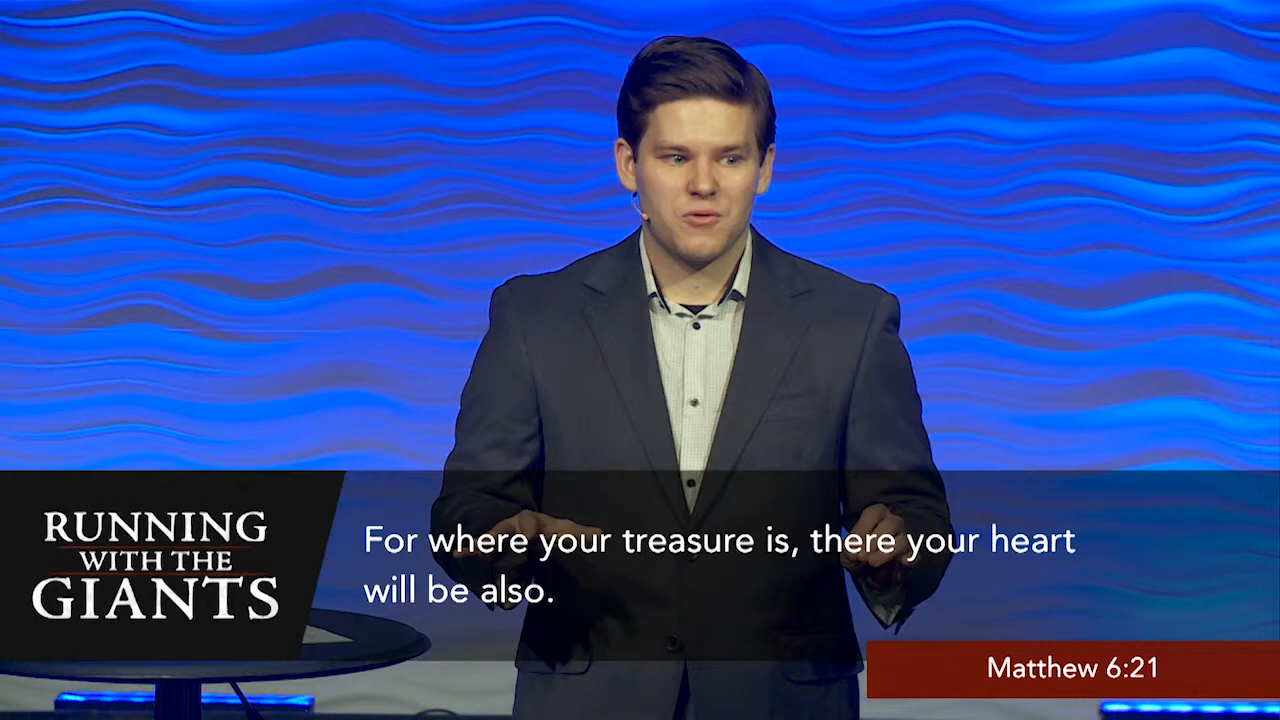 RUNNING
WITH THE
GIANTS
For where your treasure is, there your heart
will be also.
Matthew 6:21